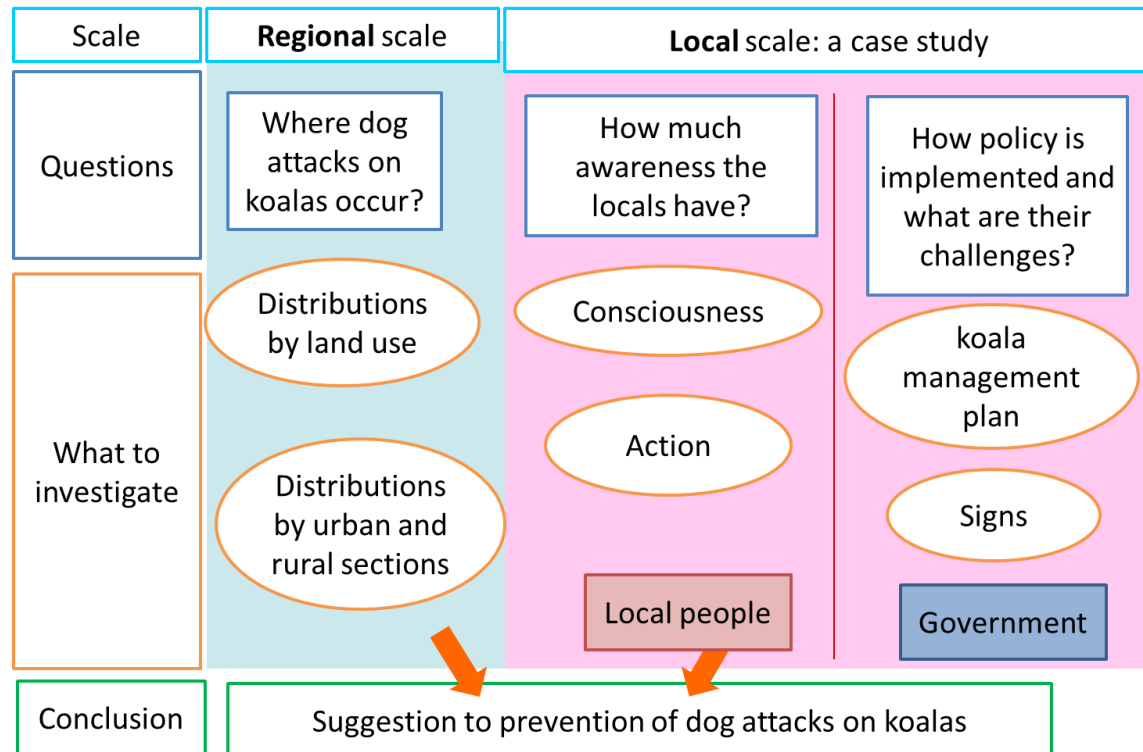 Scale
Regional scale
Local scale: a case study
Questions
Where dog
attacks on
koalas occur?
How much
awareness the
locals have?
How policy is
implemented and
what are their
challenges?
What to
investigate
Distributions
by land use
Distributions
by urban and
rural sections
Consciousness
Action
Local people
koala
management
plan
Signs
Government
Conclusion
Suggestion to prevention of dog attacks on koalas